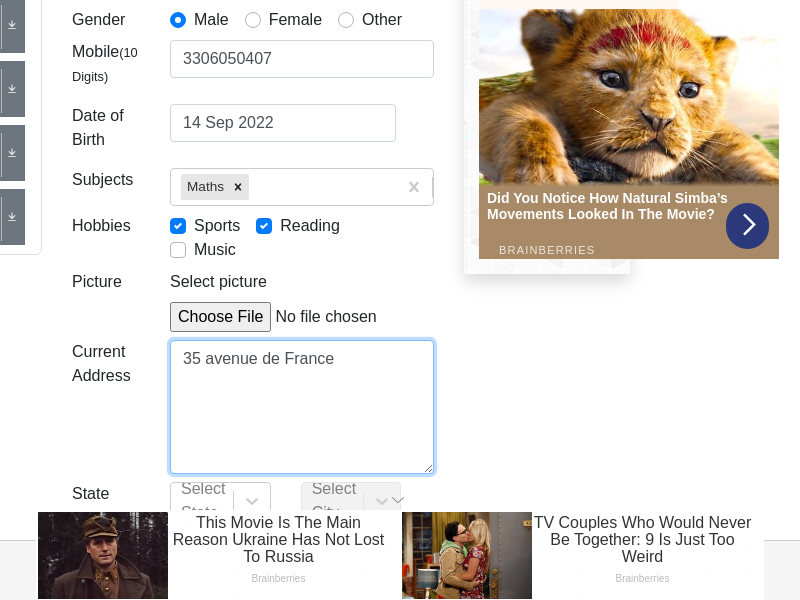 Gender
Male Female Other
Mobile(10 Digits)
3306050407
Date of Birth
14 Sep 2022
Subjects
Maths
Hobbies
Sports Reading
Music
Picture
Select picture
Choose File No file chosen
Current Address
35 avenue de France
State
Select State
Select City
Did You Notice How Natural Simba's
Movements Looked In The Movie?
BRAINBERRIES
This Movie Is The Main
Reason Ukraine Has Not Lost
To Russia
Brainberries
TV Couples Who Would Never
Be Together: 9 Is Just Too
Weird
Brainberries